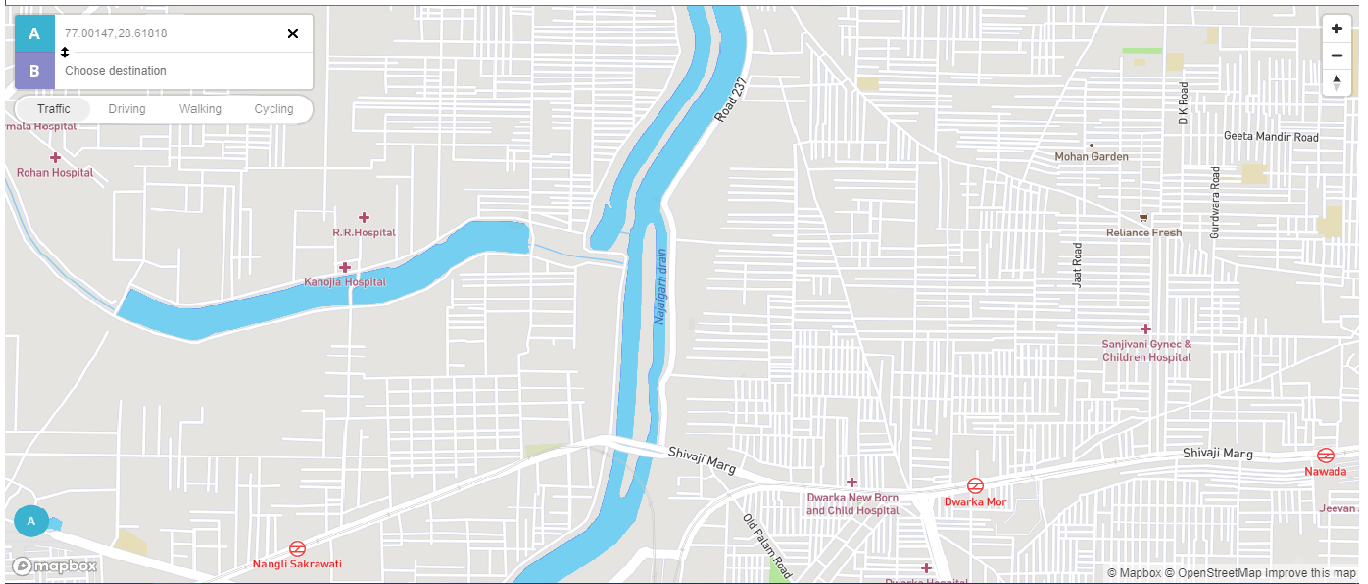 A
77.00147,28.61018
B
Choose destination
Traffic
Driving
Walking
Cycling
Hospital
Rchan Hospital
R.R.Hospital
Kanojia Hospital
Road 237
Najafgarh drain
D K Road
Geeta Mandir Road
Mohan Garden
Gurdwara Road
Reliance Fresh
Jaat Road
Sanjivani Gynec &
Children Hospital
Shivaji Marg
Shivaji Marg
Nawada
Dwarka New Born
and Child Hospital
Dwarka Mor
Jeevan
Old Palam Road
A
Nangli Sakrawati
Dwarka Hospital
mapbox
© Mapbox © OpenStreetMap Improve this map